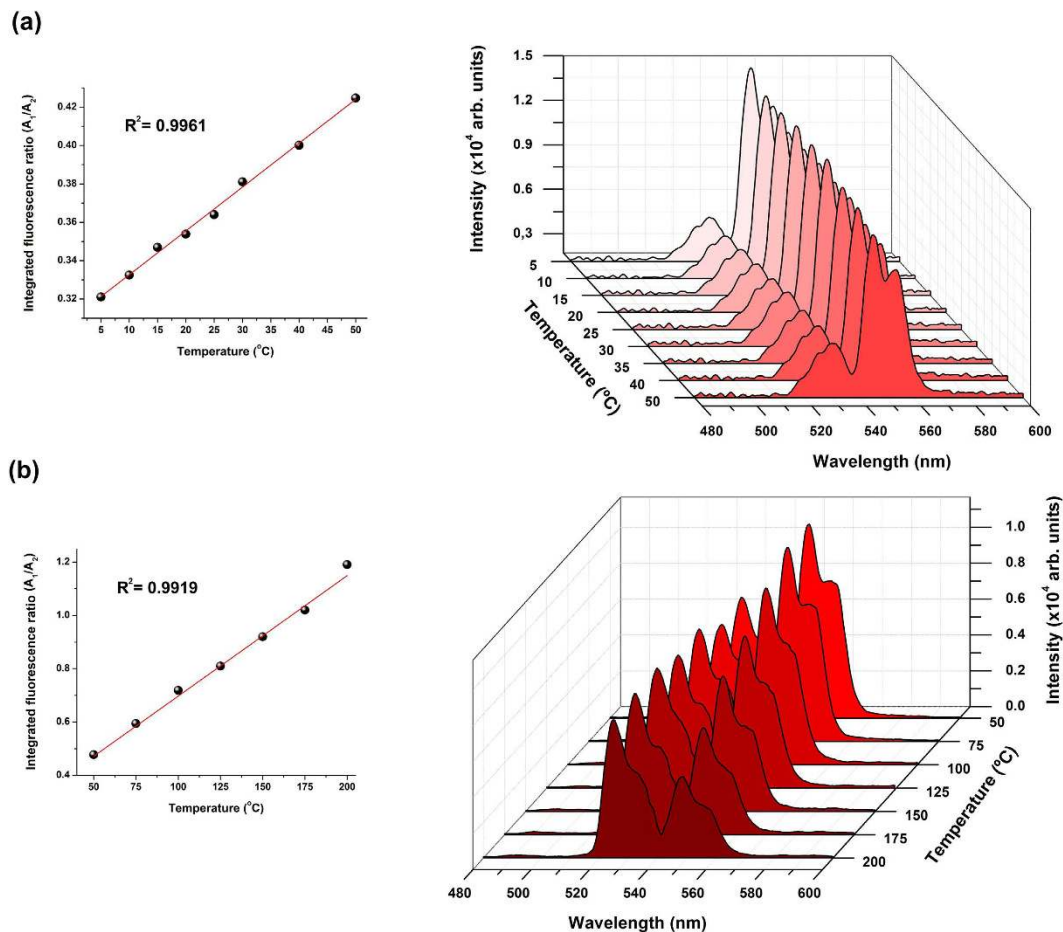 (a)
R²= 0.9961
Integrated fluorescence ratio (A₁/A₂)
0.42
0.40
0.38
0.36
0.34
0.32
5 10 15 20 25 30 35 40 45 50
Temperature (°C)
Intensity (x10⁴ arb. units)
1.5
1.2
0.9
0.6
0,3
5
10
15
20
25
30
35
40
50
Temperature (ºC)
480 500 520 540 560 580 600
Wavelength (nm)
(b)
R²= 0.9919
Integrated fluorescence ratio (A₁/A₂)
1.2
1.0
0.8
0.6
0.4
50 75 100 125 150 175 200
Temperature (°C)
Intensity (x10⁴ arb. units)
1.0
0.8
0.6
0.4
0.2
0.0
50
75
100
125
150
175
200
Temperature (ºC)
480 500 520 540 560 580 600
Wavelength (nm)